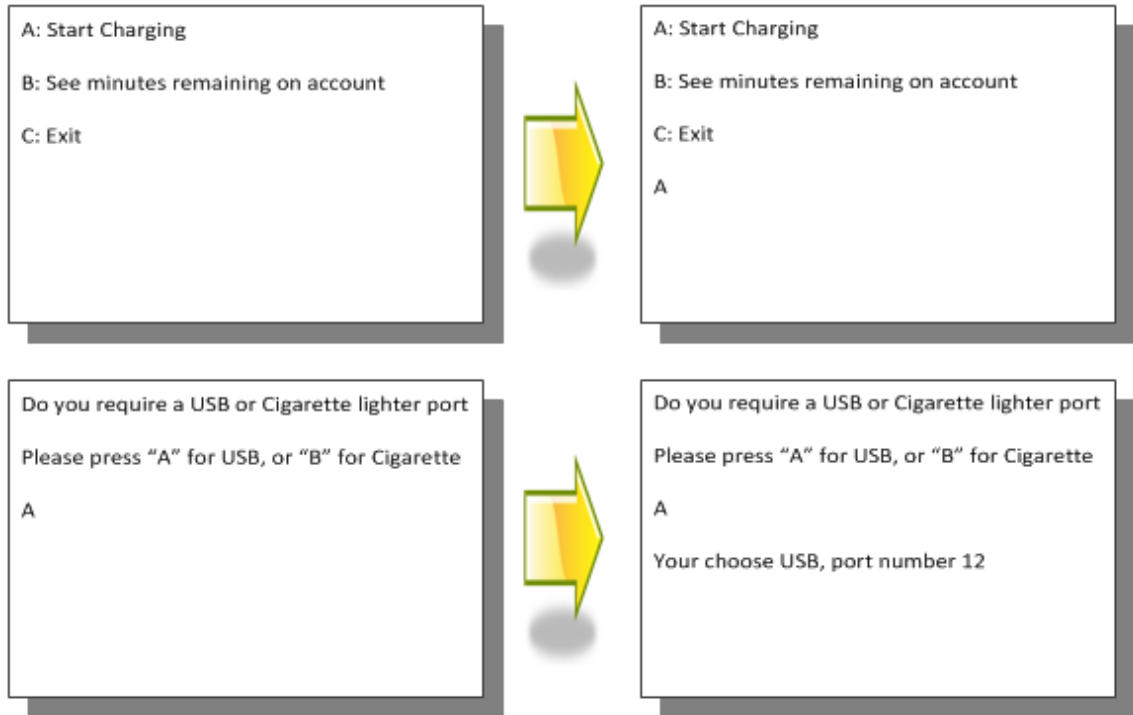 A: Start Charging
B: See minutes remaining on account
C: Exit
A: Start Charging
B: See minutes remaining on account
C: Exit
A
Do you require a USB or Cigarette lighter port
Please press “A” for USB, or “B” for Cigarette
A
Do you require a USB or Cigarette lighter port
Please press “A” for USB, or “B” for Cigarette
A
Your choose USB, port number 12